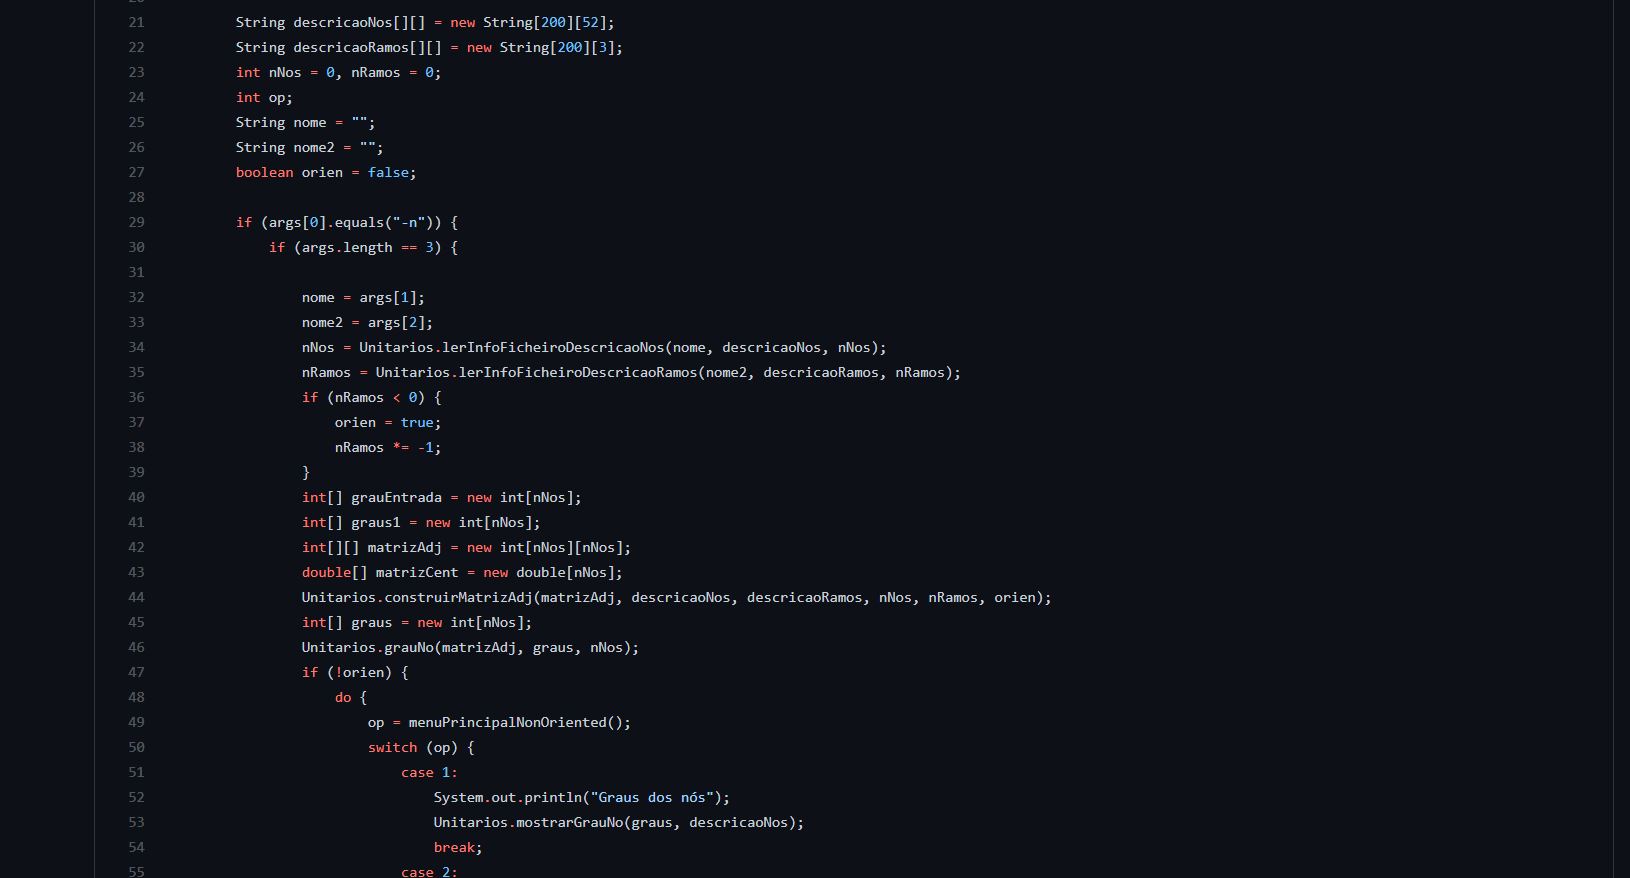 21 String descricaoNos[][] = new String[200][52];
22 String descricaoRamos[][] = new String[200][3];
23 int nNos = 0, nRamos = 0;
24 int op;
25 String nome = "";
26 String nome2 = "";
27 boolean orien = false;
28
29 if (args[0].equals("-n")) {
30 if (args.length == 3) {
31
32 nome = args[1];
33 nome2 = args[2];
34 nNos = Unitarios.lerInfoFicheiroDescricaoNos(nome, descricaoNos, nNos);
35 nRamos = Unitarios.lerInfoFicheiroDescricaoRamos(nome2, descricaoRamos, nRamos);
36 if (nRamos < 0) {
37 orien = true;
38 nRamos *= -1;
39 }
40 int[] grauEntrada = new int[nNos];
41 int[] graus1 = new int[nNos];
42 int[][] matrizAdj = new int[nNos][nNos];
43 double[] matrizCent = new double[nNos];
44 Unitarios.construirMatrizAdj(matrizAdj, descricaoNos, descricaoRamos, nNos, nRamos, orien);
45 int[] graus = new int[nNos];
46 Unitarios.grauNo(matrizAdj, graus, nNos);
47 if (!orien) {
48 do {
49 op = menuPrincipalNonOriented();
50 switch (op) {
51 case 1:
52 System.out.println("Graus dos nós");
53 Unitarios.mostrarGrauNo(graus, descricaoNos);
54 break;
55 case 2: